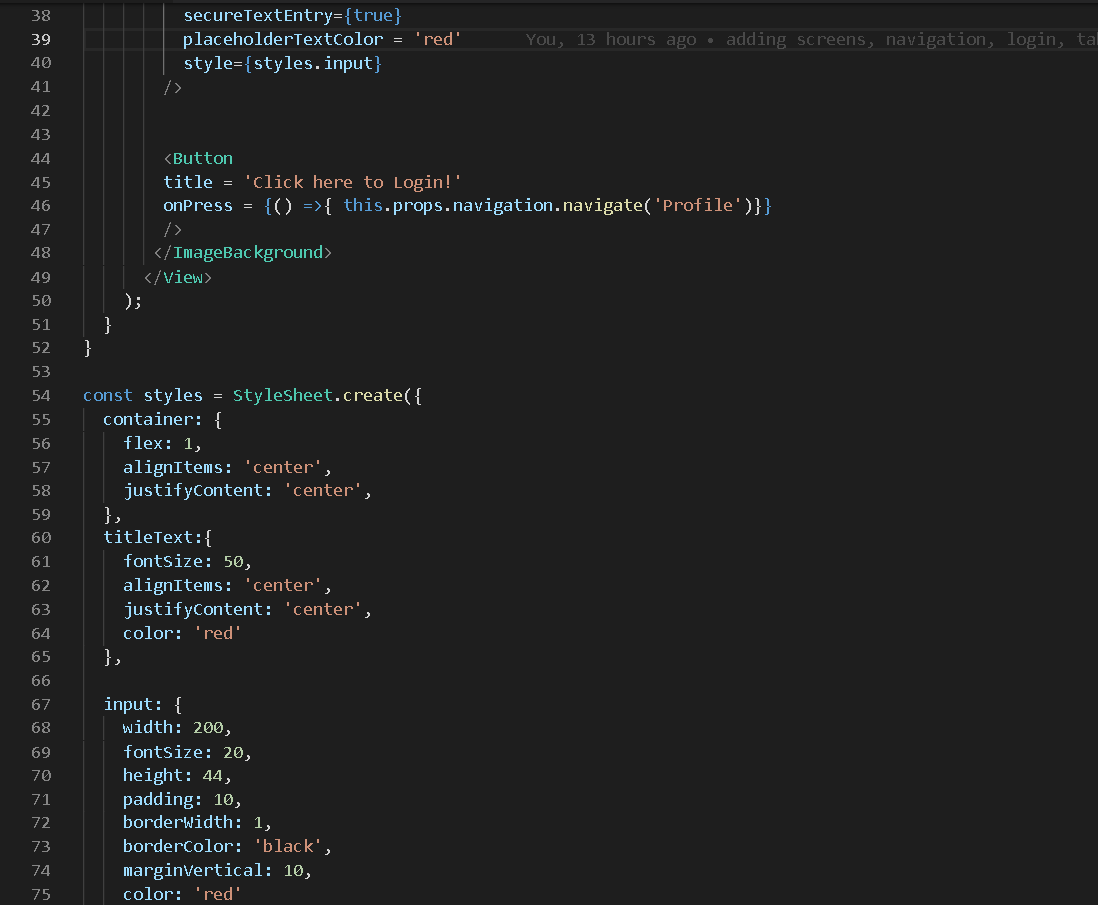 38 secureTextEntry={true}
39 placeholderTextColor = 'red' You, 13 hours ago • adding screens, navigation, login,
40 style={styles.input}
41 />
42
43
44 <Button
45 title = 'Click here to Login!'
46 onPress = {() =>{ this.props.navigation.navigate('Profile')}}
47 />
48 </ImageBackground>
49 </View>
50 );
51 }
52 }
53
54 const styles = StyleSheet.create({
55 container: {
56 flex: 1,
57 alignItems: 'center',
58 justifyContent: 'center',
59 },
60 titleText:{
61 fontSize: 50,
62 alignItems: 'center',
63 justifyContent: 'center',
64 color: 'red'
65 },
66
67 input: {
68 width: 200,
69 fontSize: 20,
70 height: 44,
71 padding: 10,
72 borderWidth: 1,
73 borderColor: 'black',
74 marginVertical: 10,
75 color: 'red'